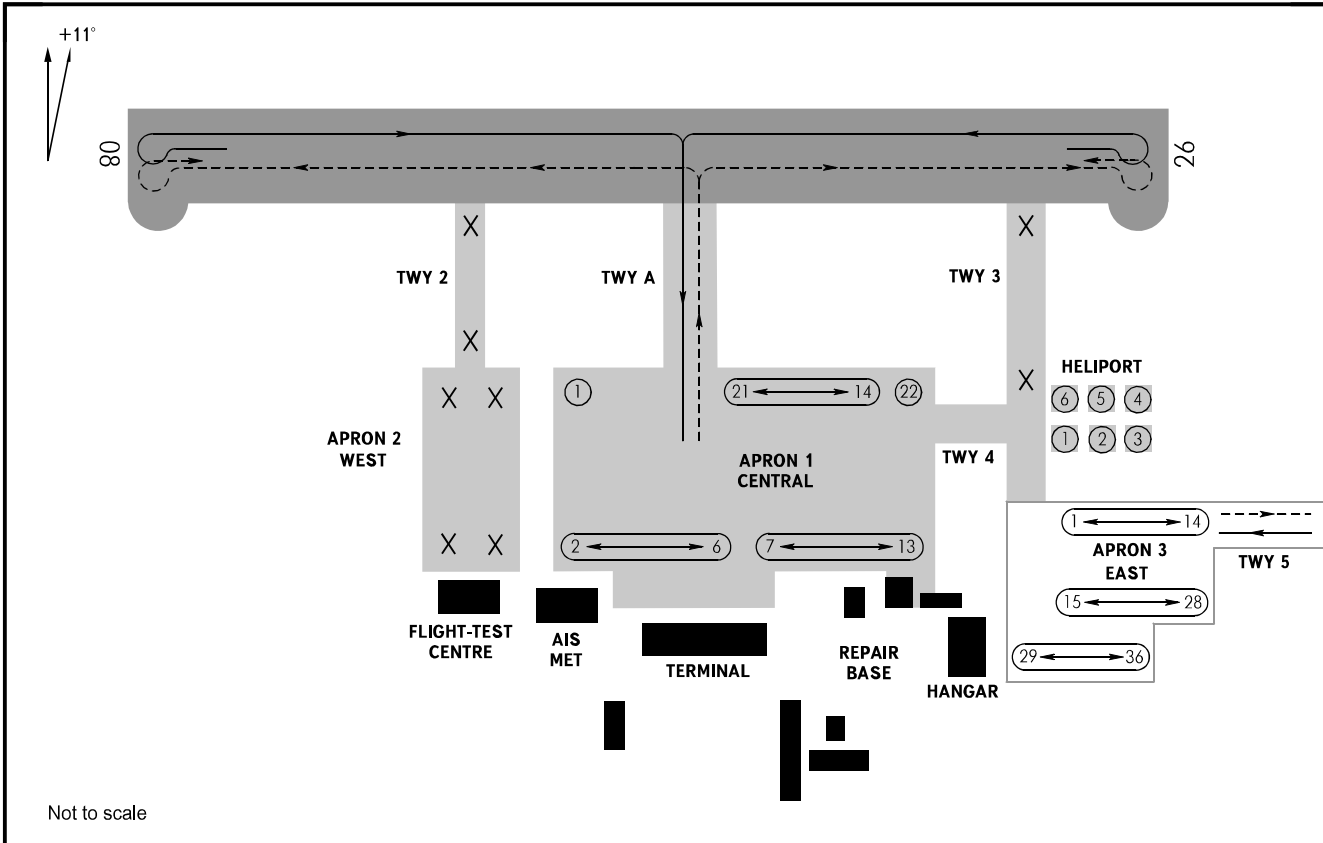 +11°
08
26
TWY 2
TWY A
TWY 3
X
X
X
X
X
X
X
X
HELIPORT
6 5 4
1 2 3
1
21 14
22
APRON 2
WEST
APRON 1
CENTRAL
TWY 4
2 6
7 13
1 14
APRON 3
EAST
TWY 5
15 28
29 36
FLIGHT-TEST
CENTRE
AIS
MET
TERMINAL
REPAIR
BASE
HANGAR
Not to scale